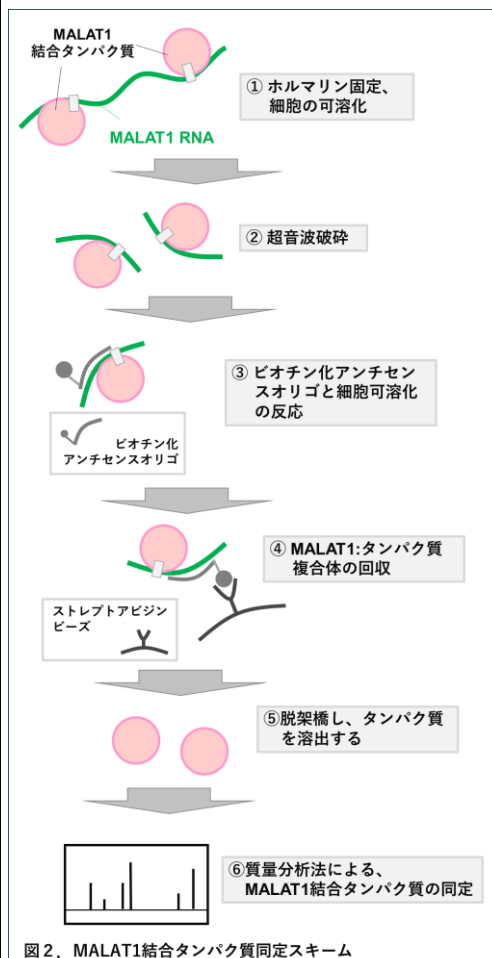 MALAT1
結合タンパク質
① ホルマリン固定、
細胞の可溶化
MALAT1 RNA
② 超音波破砕
③ ビオチン化アンチセン
スオリゴと細胞可溶化
の反応
ビオチン化
アンチセンスオリゴ
④ MALAT1:タンパク質
複合体の回収
ストレプトアビジン
ビーズ
⑤脱架橋し、タンパク質
を溶出する
⑥質量分析法による、
MALAT1結合タンパク質の同定
図２．MALAT1結合タンパク質同定スキーム